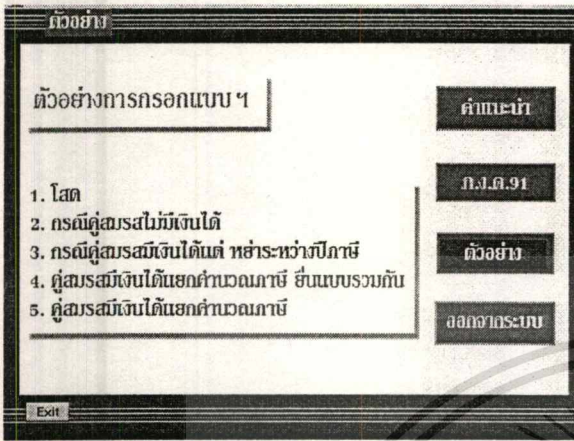 ตัวอย่าง
ตัวอย่างการกรอกแบบ ฯ
1. โสด
2. กรณีคู่สมรสไม่มีเงินได้
3. กรณีคู่สมรสมีเงินได้แต่ หย่าระหว่างปีภาษี
4. คู่สมรสมีเงินได้แยกคำนวณภาษี ยื่นแบบรวมกัน
5. คู่สมรสมีเงินได้แยกคำนวณภาษี
คำแนะนำ
ภ.ง.ด.91
ตัวอย่าง
ออกจากระบบ
Exit